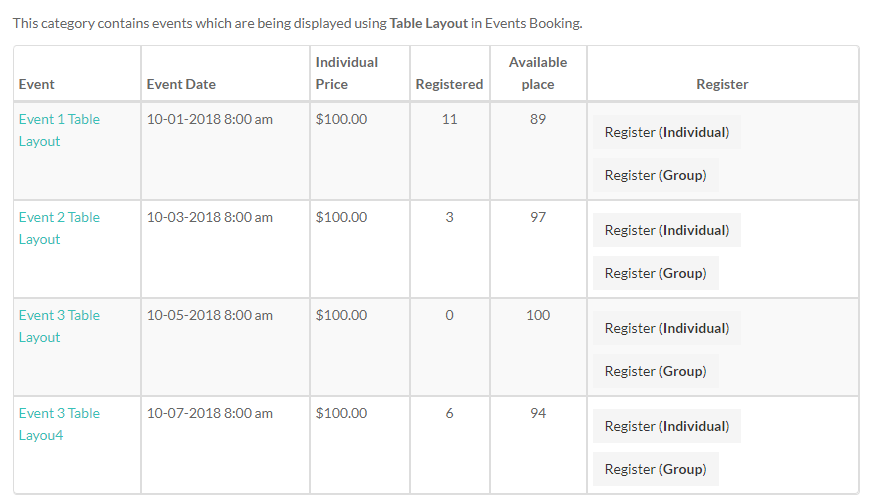 This category contains events which are being displayed using Table Layout in Events Booking.
Event Event Date Individual Price Registered Available place Register
Event 1 Table Layout 10-01-2018 8:00 am $100.00 11 89 Register (Individual)
Register (Group)
Event 2 Table Layout 10-03-2018 8:00 am $100.00 3 97 Register (Individual)
Register (Group)
Event 3 Table Layout 10-05-2018 8:00 am $100.00 0 100 Register (Individual)
Register (Group)
Event 3 Table Layou4 10-07-2018 8:00 am $100.00 6 94 Register (Individual)
Register (Group)